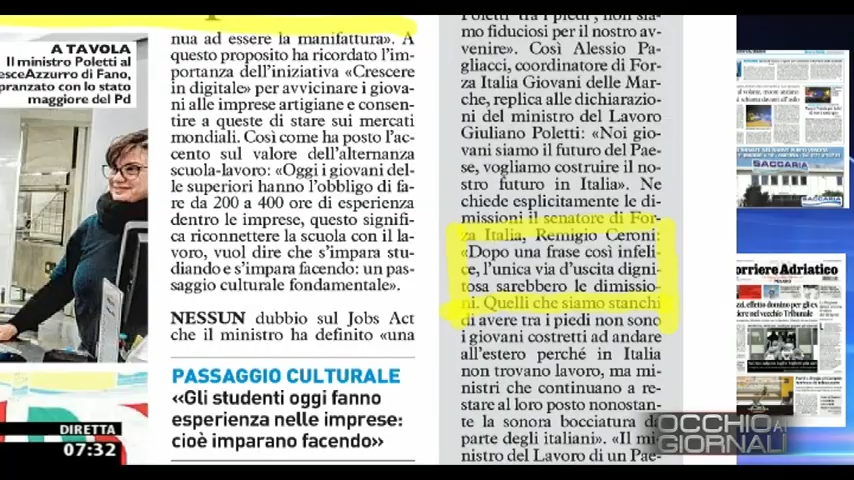 A TAVOLA
Il ministro Poletti al
esceAzzurro di Fano,
pranzato con lo stato
maggiore del Pd
nua ad essere la manifattura». A
questo proposito ha ricordato l'im-
portanza dell'iniziativa «Crescere
in digitale» per avvicinare i giova-
ni alle imprese artigiane e consen-
tire a queste di stare sui mercati
mondiali. Così come ha posto l'ac-
cento sul valore dell'alternanza
scuola-lavoro: «Oggi i giovani del-
le superiori hanno l'obbligo di fa-
re da 200 a 400 ore di esperienza
dentro le imprese, questo signifi-
ca riconnettere la scuola con il la-
voro, vuol dire che s'impara stu-
diando e s'impara facendo: un pas-
saggio culturale fondamentale».
NESSUN dubbio sul Jobs Act
che il ministro ha definito «una
PASSAGGIO CULTURALE
«Gli studenti oggi fanno
esperienza nelle imprese:
cioè imparano facendo»
Poletti 'tra i piedi', non sia-
mo fiduciosi per il nostro av-
venire». Così Alessio Pa-
gliacci, coordinatore di For-
za Italia Giovani delle Mar-
che, replica alle dichiarazio-
ni del ministro del Lavoro
Giuliano Poletti: «Noi gio-
vani siamo il futuro del Pae-
se, vogliamo costruire il no-
stro futuro in Italia». Ne
chiede esplicitamente le di-
missioni il senatore di For-
za Italia, Remigio Ceroni:
«Dopo una frase così infeli-
ce, l'unica via d'uscita digni-
tosa sarebbero le dimissio-
ni. Quelli che siamo stanchi
di avere tra i piedi non sono
i giovani costretti ad andare
all'estero perché in Italia
non trovano lavoro, ma mi-
nistri che continuano a re-
stare al loro posto nonostan-
te la sonora bocciatura da
parte degli italiani». «Il mi-
nistro del Lavoro di un Pae-
SACCARIA
SACCARIA
Corriere Adriatico
DIRETTA
07:32
OCCHIO AI
GIORNALI